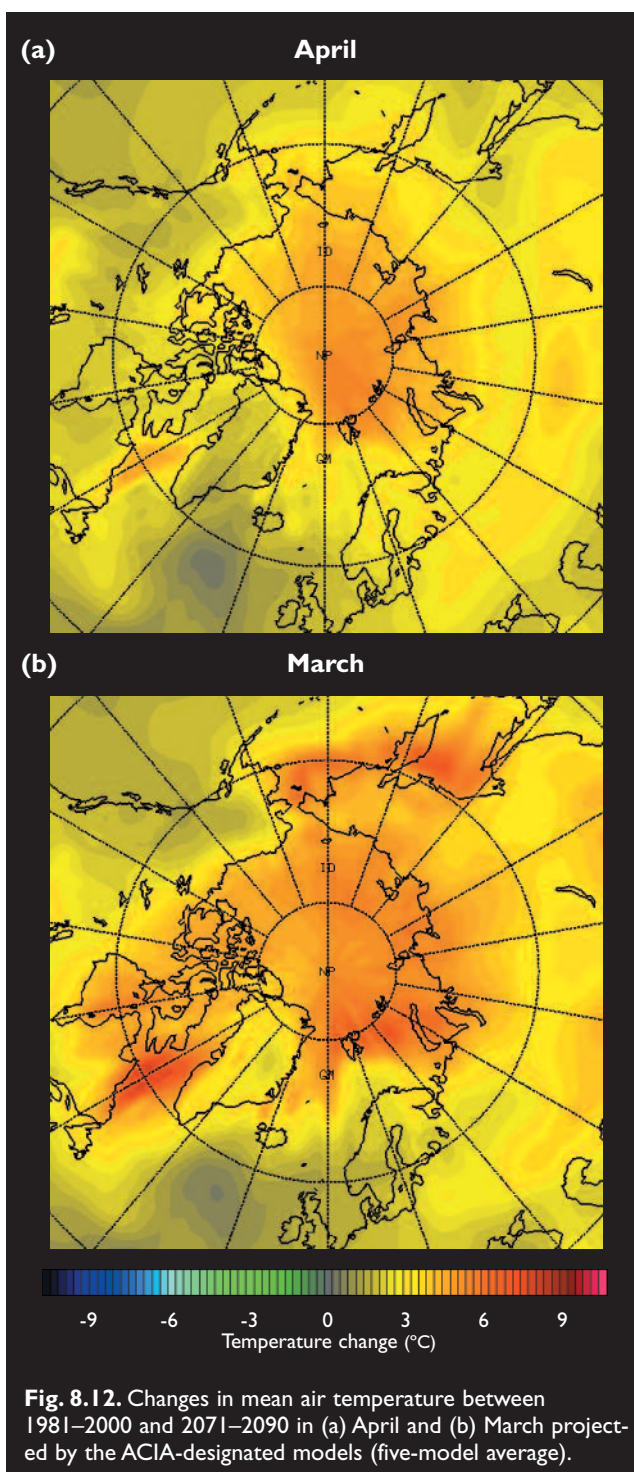 (a) April
ID
NP
GM
(b) March
ID
NP
GM
-9 -6 -3 0 3 6 9
Temperature change (ºC)
Fig. 8.12. Changes in mean air temperature between
1981–2000 and 2071–2090 in (a) April and (b) March project-
ed by the ACIA-designated models (five-model average).